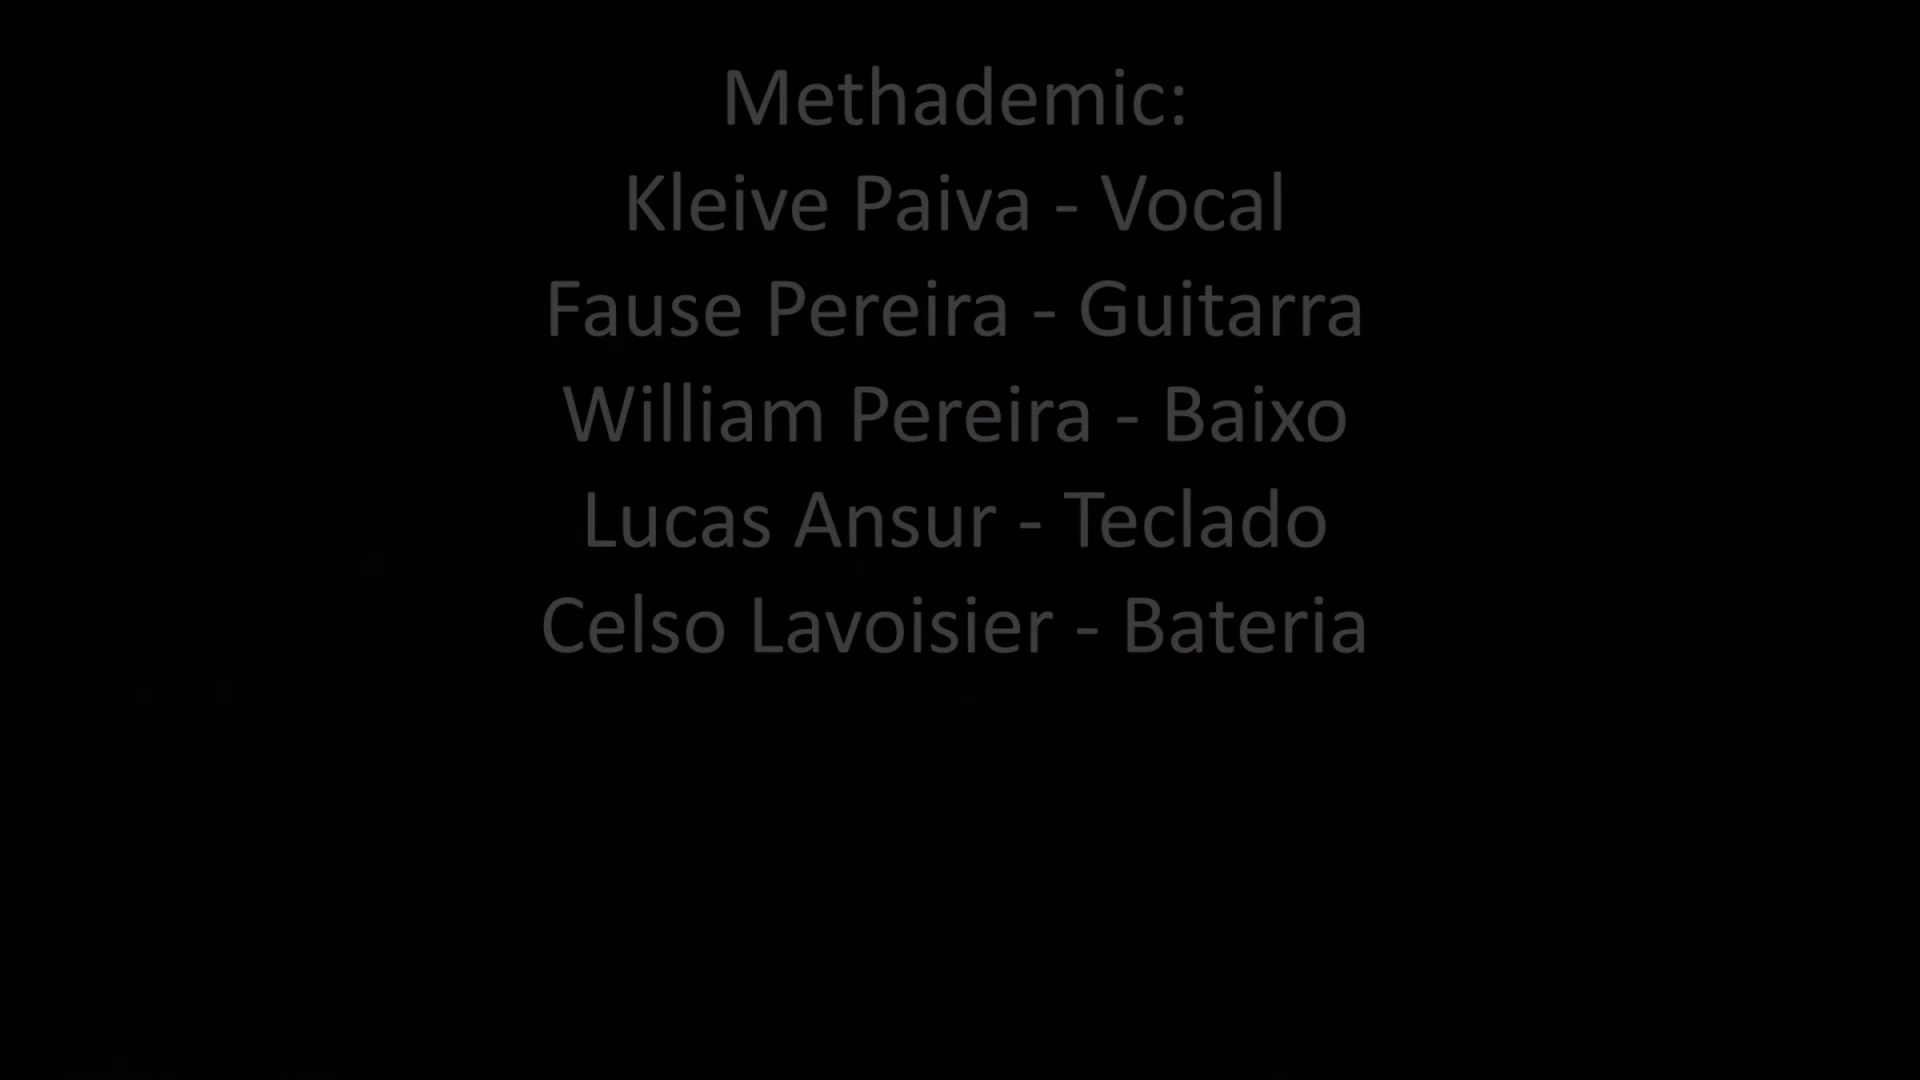 Methademic:
Kleive Paiva - Vocal
Fause Pereira - Guitarra
William Pereira - Baixo
Lucas Ansur - Teclado
Celso Lavoisier - Bateria